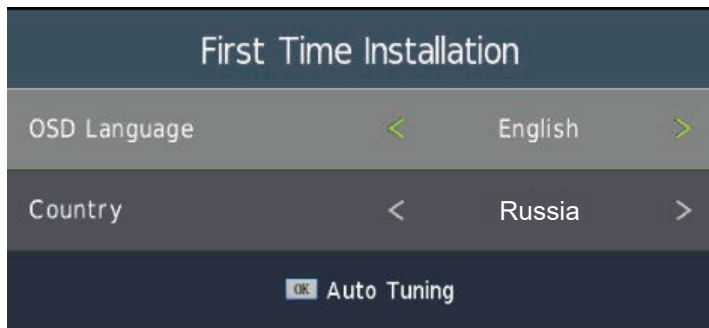 First Time Installation
OSD Language < English >
Country < Russia >
OK Auto Tuning